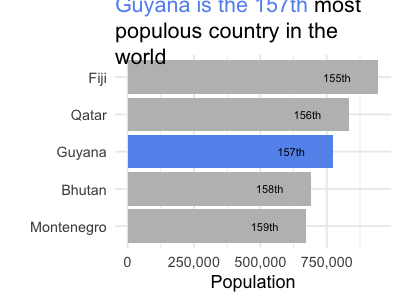 Guyana is the 157th most
populous country in the
world
Fiji 155th
Qatar 156th
Guyana 157th
Bhutan 158th
Montenegro 159th
0 250,000 500,000 750,000
Population